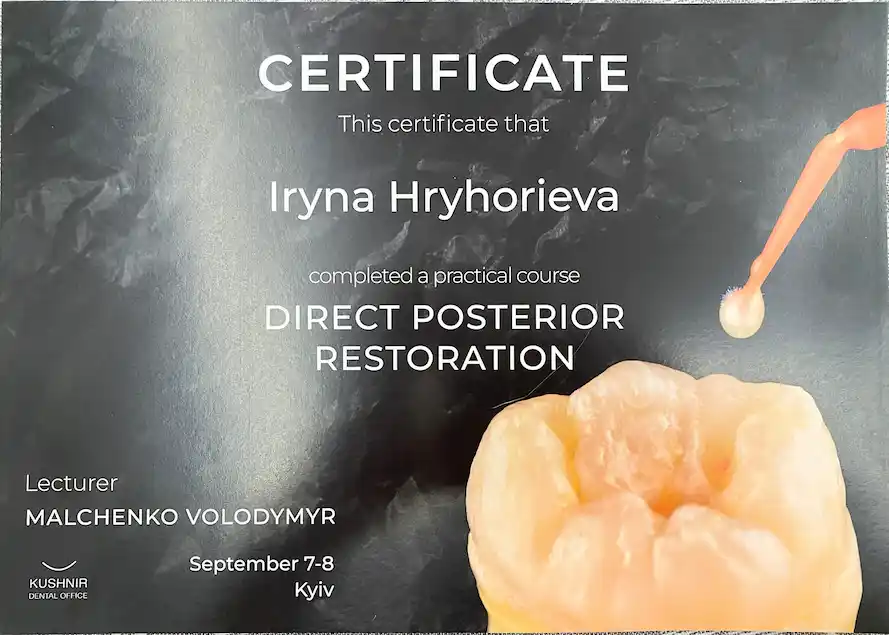 CERTIFICATE
This certificate that
Iryna Hryhorieva
completed a practical course
DIRECT POSTERIOR
RESTORATION
Lecturer
MALCHENKO VOLODYMYR
September 7-8
Kyiv
KUSHNIR
DENTAL OFFICE